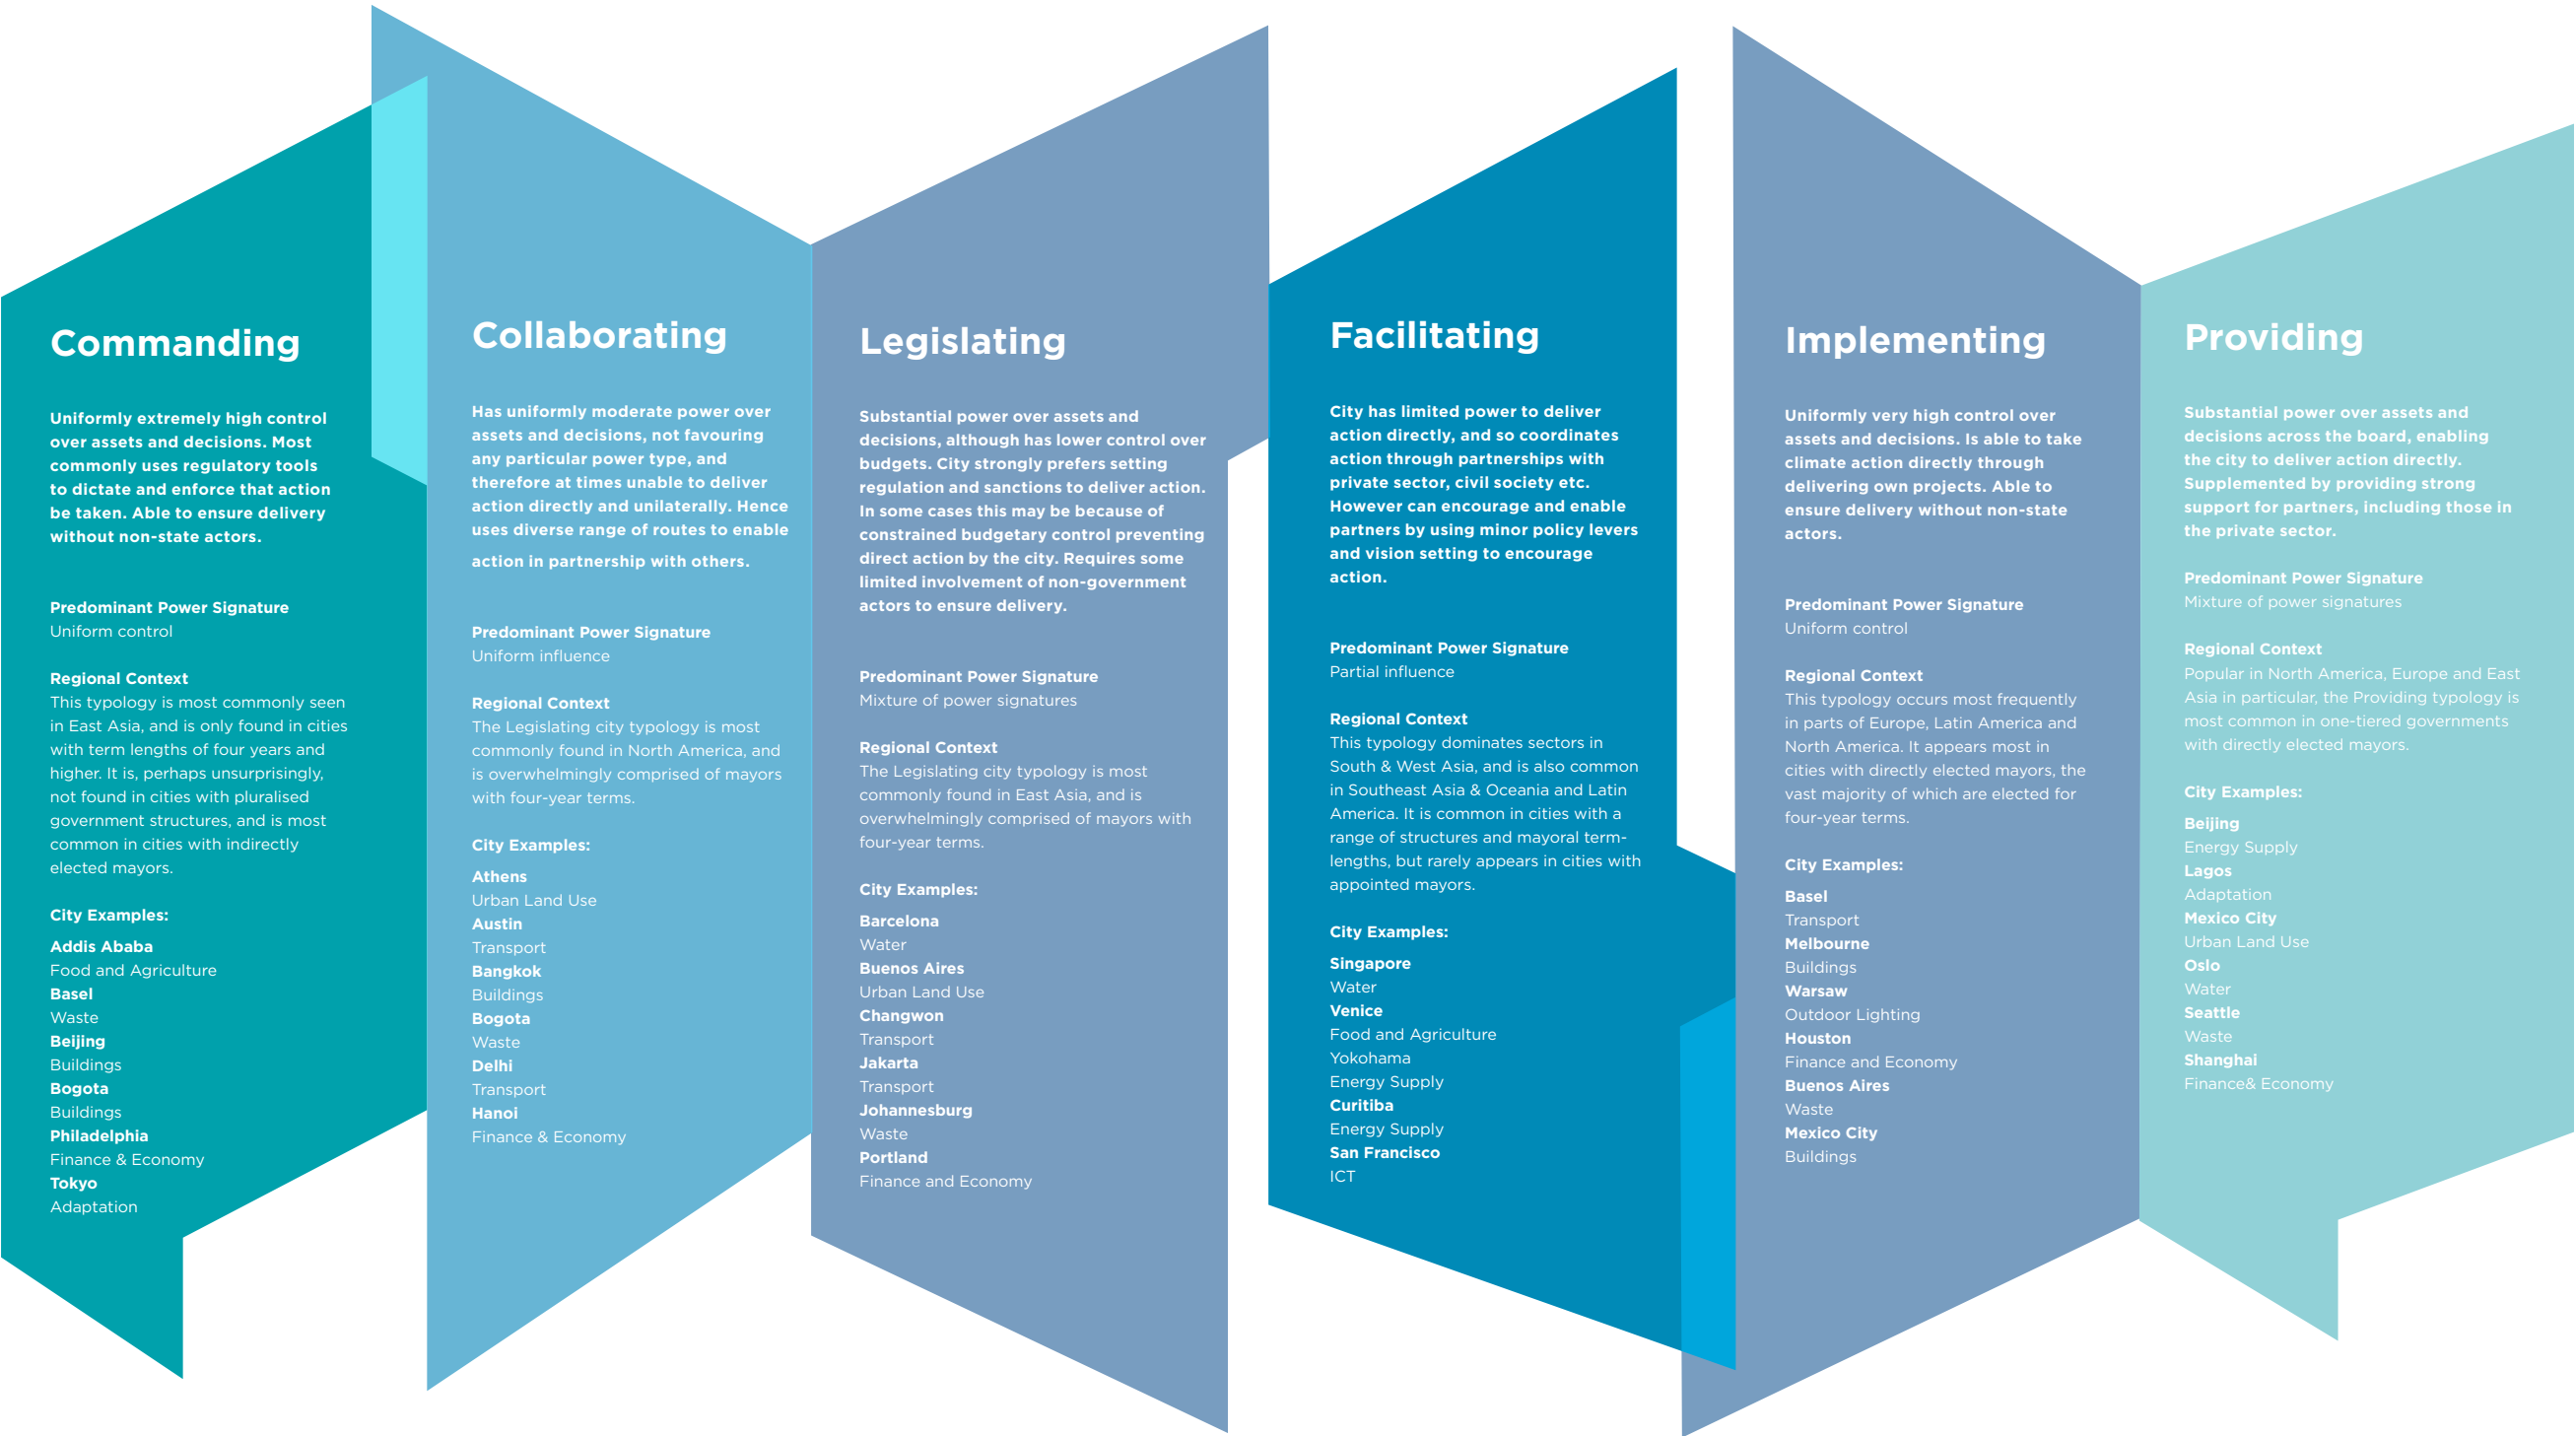 Commanding
Uniformly extremely high control
over assets and decisions. Most
commonly uses regulatory tools
to dictate and enforce that action
be taken. Able to ensure delivery
without non-state actors.
Predominant Power Signature
Uniform control
Regional Context
This typology is most commonly seen
in East Asia, and is only found in cities
with term lengths of four years and
higher. It is, perhaps unsurprisingly,
not found in cities with pluralised
government structures, and is most
common in cities with indirectly
elected mayors.
City Examples:
Addis Ababa
Food and Agriculture
Basel
Waste
Beijing
Buildings
Bogota
Buildings
Philadelphia
Finance & Economy
Tokyo
Adaptation
Collaborating
Has uniformly moderate power over
assets and decisions, not favouring
any particular power type, and
therefore at times unable to deliver
action directly and unilaterally. Hence
uses diverse range of routes to enable
action in partnership with others.
Predominant Power Signature
Uniform influence
Regional Context
The Legislating city typology is most
commonly found in North America, and
is overwhelmingly comprised of mayors
with four-year terms.
City Examples:
Athens
Urban Land Use
Austin
Transport
Bangkok
Buildings
Bogota
Waste
Delhi
Transport
Hanoi
Finance & Economy
Legislating
Substantial power over assets and
decisions, although has lower control over
budgets. City strongly prefers setting
regulation and sanctions to deliver action.
In some cases this may be because of
constrained budgetary control preventing
direct action by the city. Requires some
limited involvement of non-government
actors to ensure delivery.
Predominant Power Signature
Mixture of power signatures
Regional Context
The Legislating city typology is most
commonly found in East Asia, and is
overwhelmingly comprised of mayors with
four-year terms.
City Examples:
Barcelona
Water
Buenos Aires
Urban Land Use
Changwon
Transport
Jakarta
Transport
Johannesburg
Waste
Portland
Finance and Economy
Facilitating
City has limited power to deliver
action directly, and so coordinates
action through partnerships with
private sector, civil society etc.
However can encourage and enable
partners by using minor policy levers
and vision setting to encourage
action.
Predominant Power Signature
Partial influence
Regional Context
This typology dominates sectors in
South & West Asia, and is also common
in Southeast Asia & Oceania and Latin
America. It is common in cities with a
range of structures and mayoral term-
lengths, but rarely appears in cities with
appointed mayors.
City Examples:
Singapore
Water
Venice
Food and Agriculture
Yokohama
Energy Supply
Curitiba
Energy Supply
San Francisco
ICT
Implementing
Uniformly very high control over
assets and decisions. Is able to take
climate action directly through
delivering own projects. Able to
ensure delivery without non-state
actors.
Predominant Power Signature
Uniform control
Regional Context
This typology occurs most frequently
in parts of Europe, Latin America and
North America. It appears most in
cities with directly elected mayors, the
vast majority of which are elected for
four-year terms.
City Examples:
Basel
Transport
Melbourne
Buildings
Warsaw
Outdoor Lighting
Houston
Finance and Economy
Buenos Aires
Waste
Mexico City
Buildings
Providing
Substantial power over assets and
decisions across the board, enabling
the city to deliver action directly.
Supplemented by providing strong
support for partners, including those in
the private sector.
Predominant Power Signature
Mixture of power signatures
Regional Context
Popular in North America, Europe and East
Asia in particular, the Providing typology is
most common in one-tiered governments
with directly elected mayors.
City Examples:
Beijing
Energy Supply
Lagos
Adaptation
Mexico City
Urban Land Use
Oslo
Water
Seattle
Waste
Shanghai
Finance& Economy